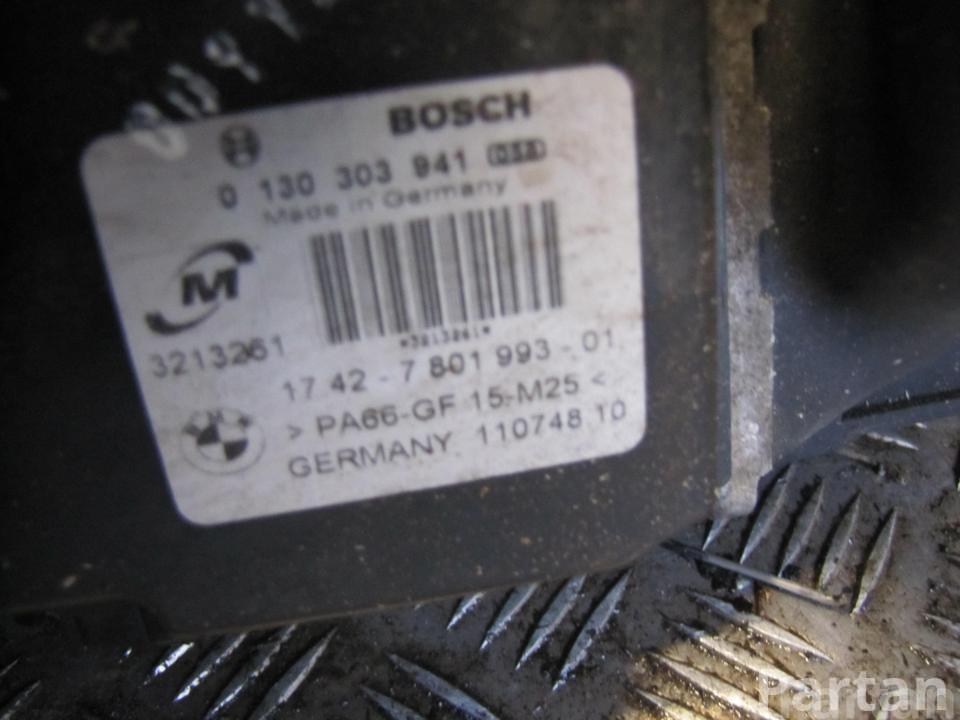 BOSCH
0 130 303 941
Made in Germany
M
3213261
*3213261*
17 42 - 7 801 993 - 01
> PA66-GF 15-M25 <
GERMANY 110748 10
Partan